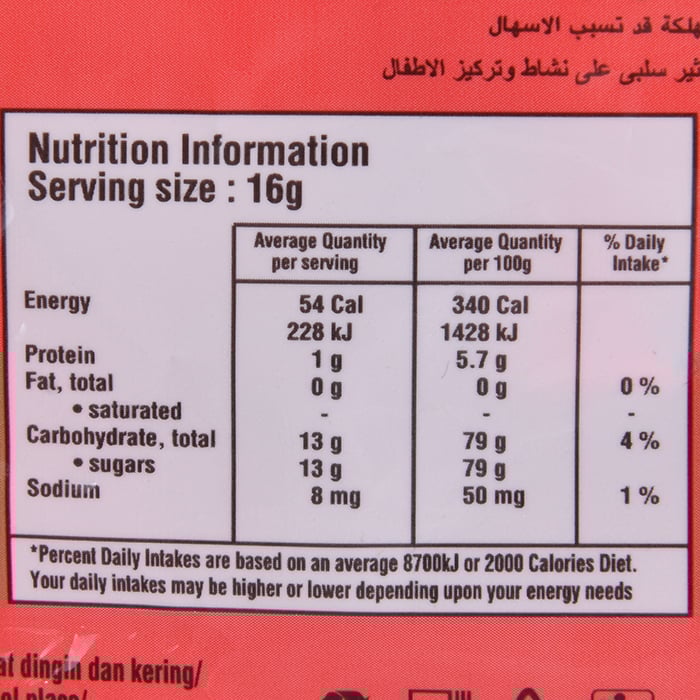 قد تسبب الاسهال
سلبي على نشاط وتركيز الاطفال
Nutrition Information
Serving size : 16g
Average Quantity per serving Average Quantity per 100g % Daily Intake*
Energy 54 Cal 340 Cal
228 kJ 1428 kJ
Protein 1 g 5.7 g
Fat, total 0 g 0 g 0 %
• saturated - - -
Carbohydrate, total 13 g 79 g 4 %
• sugars 13 g 79 g
Sodium 8 mg 50 mg 1 %
*Percent Daily Intakes are based on an average 8700kJ or 2000 Calories Diet.
Your daily intakes may be higher or lower depending upon your energy needs
at dingin dan kering/